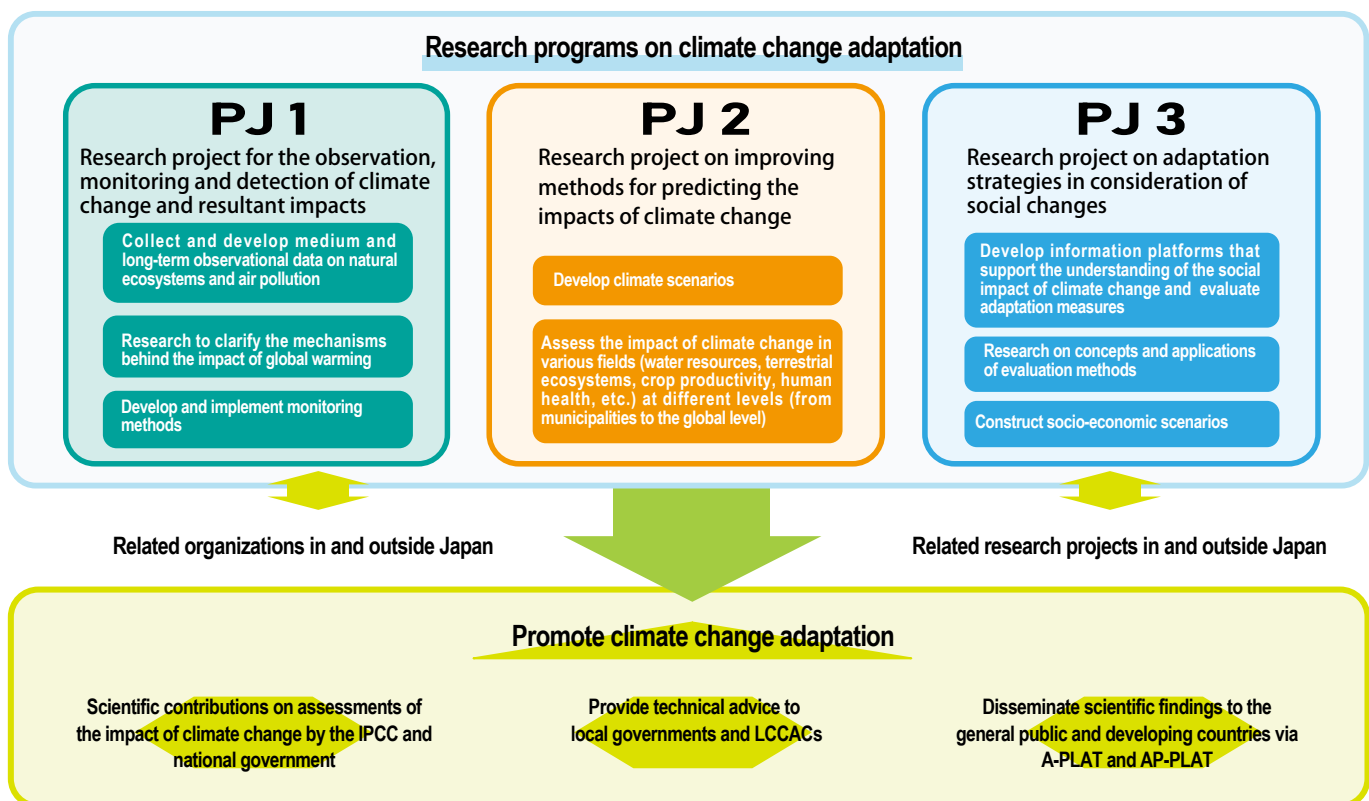 Research programs on climate change adaptation
PJ 1
Research project for the observation,
monitoring and detection of climate
change and resultant impacts
Collect and develop medium and
long-term observational data on natural
ecosystems and air pollution
Research to clarify the mechanisms
behind the impact of global warming
Develop and implement monitoring
methods
PJ 2
Research project on improving
methods for predicting the
impacts of climate change
Develop climate scenarios
Assess the impact of climate change in
various fields (water resources, terrestrial
ecosystems, crop productivity, human
health, etc.) at different levels (from
municipalities to the global level)
PJ 3
Research project on adaptation
strategies in consideration of
social changes
Develop information platforms that
support the understanding of the social
impact of climate change and evaluate
adaptation measures
Research on concepts and applications
of evaluation methods
Construct socio-economic scenarios
Related organizations in and outside Japan
Related research projects in and outside Japan
Promote climate change adaptation
Scientific contributions on assessments of
the impact of climate change by the IPCC and
national government
Provide technical advice to
local governments and LCCACs
Disseminate scientific findings to the
general public and developing countries via
A-PLAT and AP-PLAT